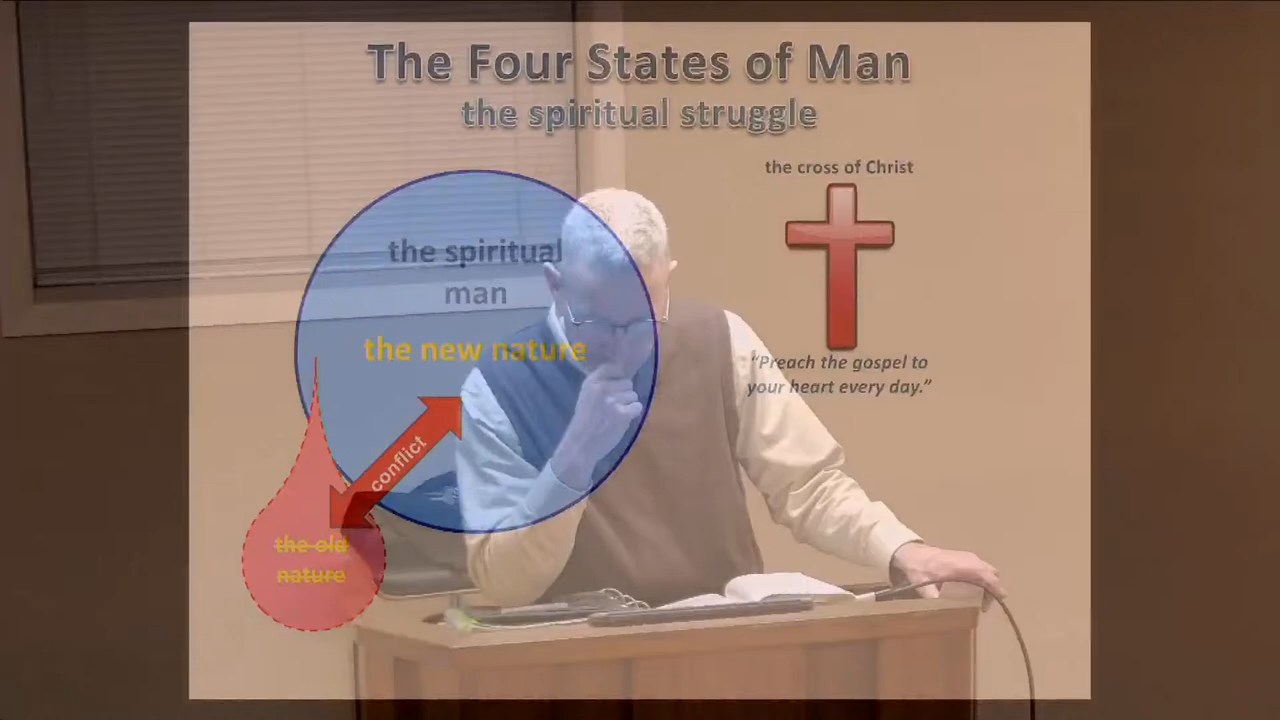 The Four States of Man
the spiritual struggle
the cross of Christ
the spiritual
man
the new nature
"Preach the gospel to
your heart every day."
conflict
the old
nature